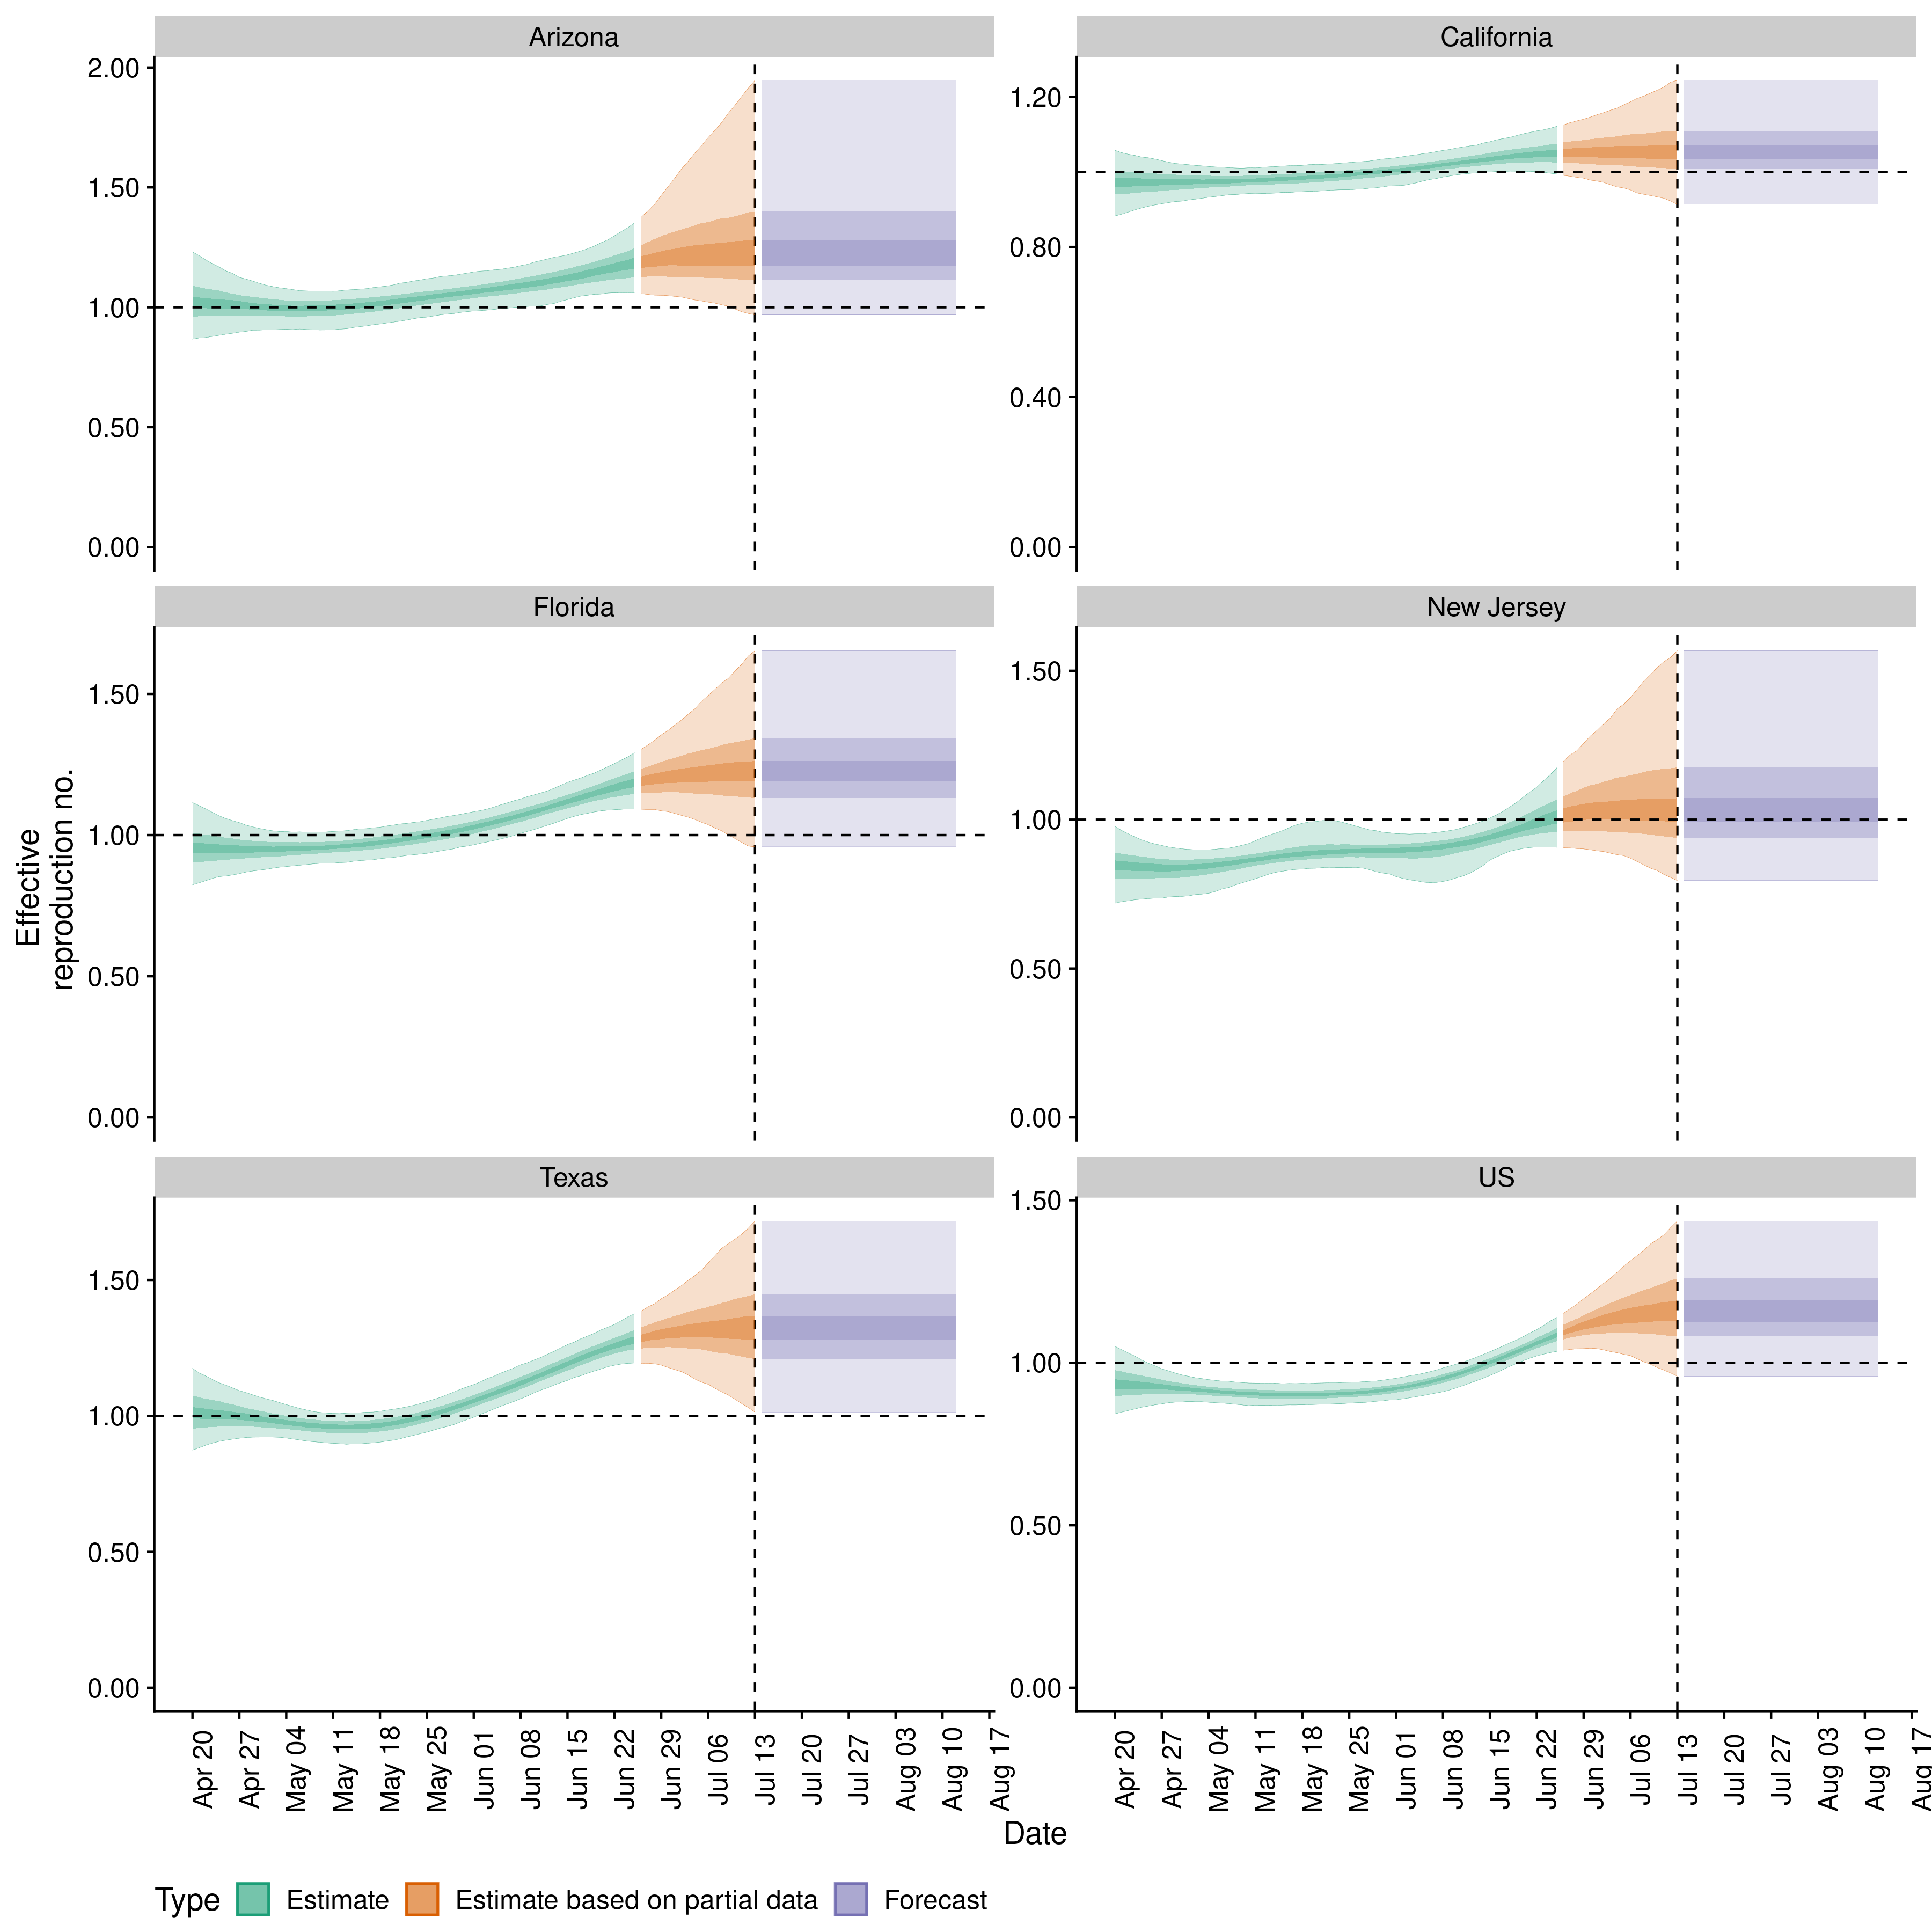 Arizona
California
2.00
1.50
1.00
0.50
0.00
1.20
0.80
0.40
0.00
Florida
New Jersey
1.50
1.00
0.50
0.00
1.50
1.00
0.50
0.00
Texas
US
1.50
1.00
0.50
0.00
1.50
1.00
0.50
0.00
Effective
reproduction no.
Apr 20
Apr 27
May 04
May 11
May 18
May 25
Jun 01
Jun 08
Jun 15
Jun 22
Jun 29
Jul 06
Jul 13
Jul 20
Jul 27
Aug 03
Aug 10
Aug 17
Apr 20
Apr 27
May 04
May 11
May 18
May 25
Jun 01
Jun 08
Jun 15
Jun 22
Jun 29
Jul 06
Jul 13
Jul 20
Jul 27
Aug 03
Aug 10
Aug 17
Date
Type Estimate Estimate based on partial data Forecast